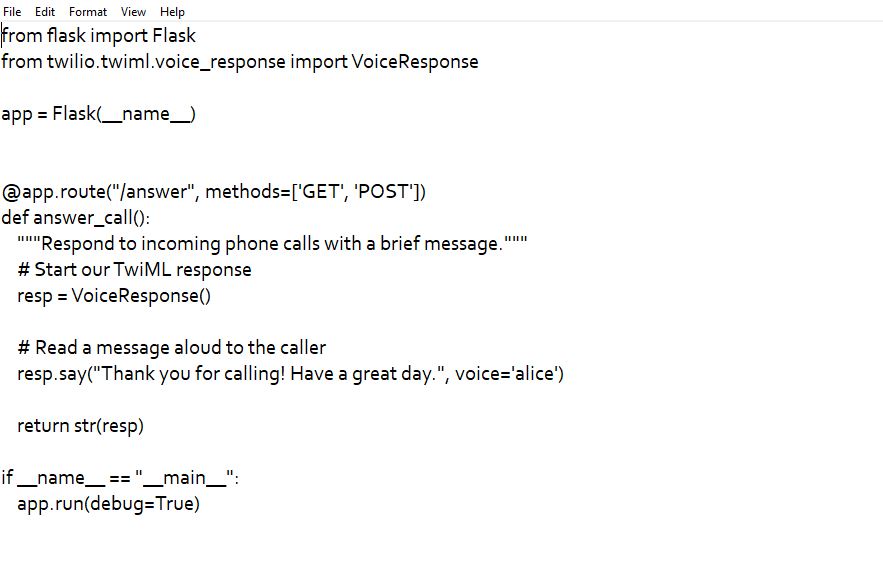 File Edit Format View Help
from flask import Flask
from twilio.twiml.voice_response import VoiceResponse
app = Flask(__name__)
@app.route("/answer", methods=['GET', 'POST'])
def answer_call():
    """Respond to incoming phone calls with a brief message."""
    # Start our TwiML response
    resp = VoiceResponse()
    # Read a message aloud to the caller
    resp.say("Thank you for calling! Have a great day.", voice='alice')
    return str(resp)
if __name__ == "__main__":
    app.run(debug=True)